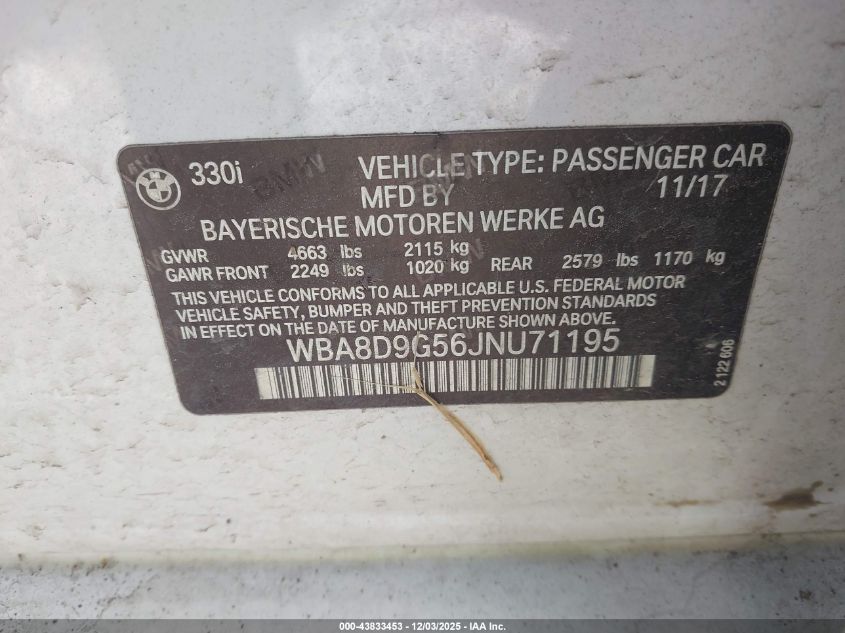 330i VEHICLE TYPE: PASSENGER CAR
MFD BY 11/17
BAYERISCHE MOTOREN WERKE AG
GVWR 4663 lbs 2115 kg
GAWR FRONT 2249 lbs 1020 kg REAR 2579 lbs 1170 kg
THIS VEHICLE CONFORMS TO ALL APPLICABLE U.S. FEDERAL MOTOR
VEHICLE SAFETY, BUMPER AND THEFT PREVENTION STANDARDS
IN EFFECT ON THE DATE OF MANUFACTURE SHOWN ABOVE.
WBA8D9G56JNU71195
2 122 606
000-43833453 - 12/03/2025 - IAA Inc.